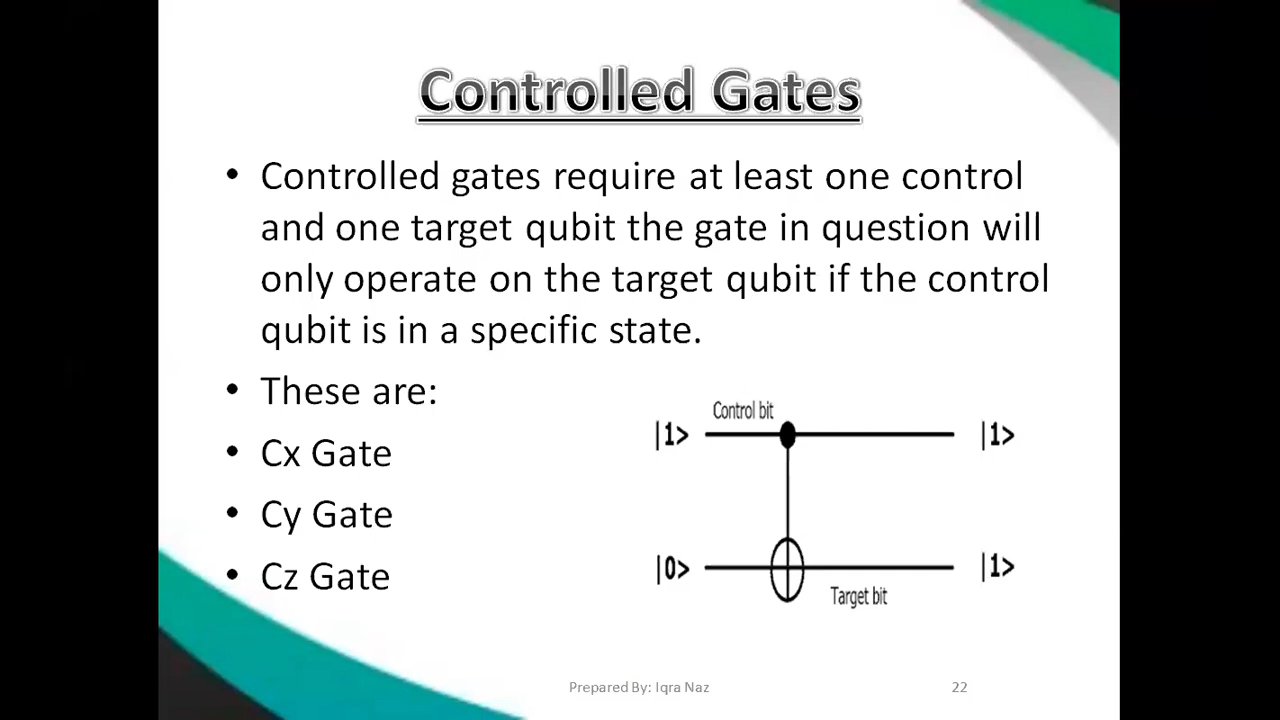 Controlled Gates
• Controlled gates require at least one control
and one target qubit the gate in question will
only operate on the target qubit if the control
qubit is in a specific state.
• These are:
• Cx Gate
• Cy Gate
• Cz Gate
Control bit
|1> |1>
|0> |1>
Target bit
Prepared By: Iqra Naz 22